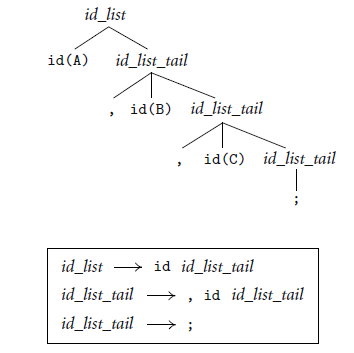 id_list
id(A) id_list_tail
, id(B) id_list_tail
, id(C) id_list_tail
;
id_list ⟶ id id_list_tail
id_list_tail ⟶ , id id_list_tail
id_list_tail ⟶ ;